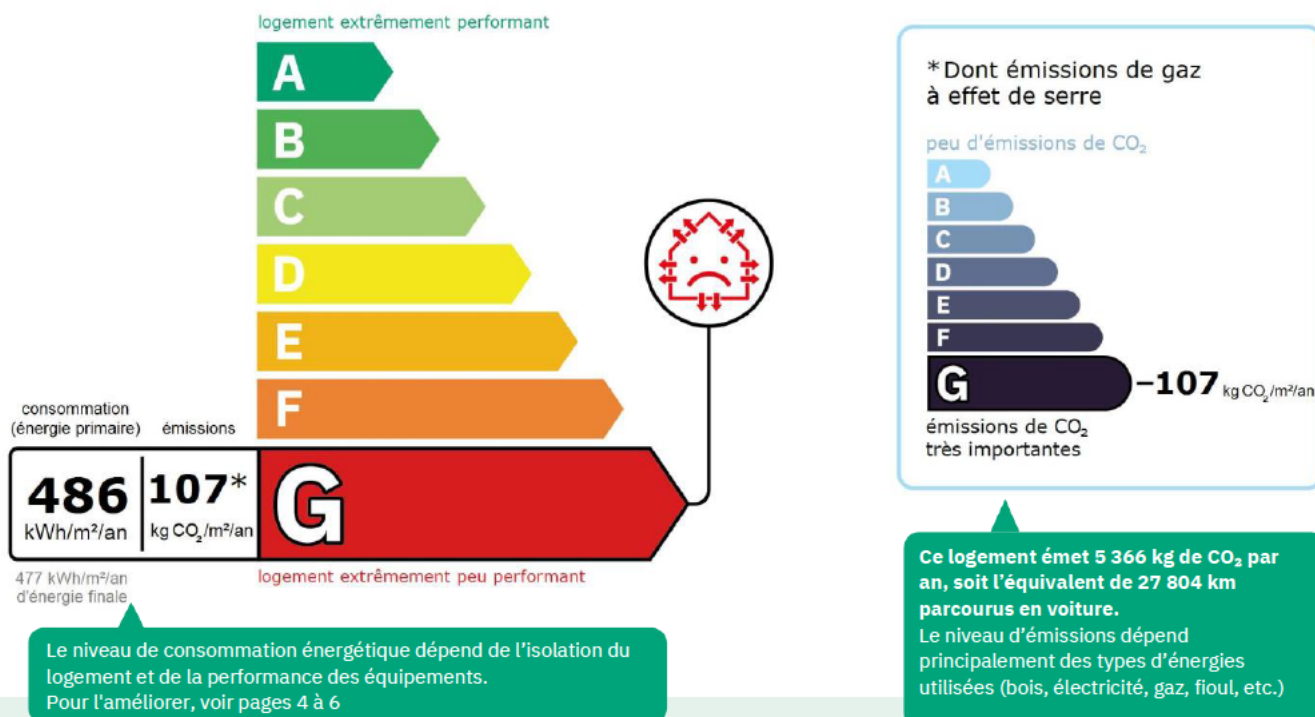 logement extrêmement performant
A
B
C
D
E
F
consommation
(énergie primaire)
émissions
486
kWh/m²/an
107*
kg CO₂/m²/an
G
477 kWh/m²/an
d'énergie finale
logement extrêmement peu performant
Le niveau de consommation énergétique dépend de l'isolation du
logement et de la performance des équipements.
Pour l'améliorer, voir pages 4 à 6
*Dont émissions de gaz
à effet de serre
peu d'émissions de CO₂
A
B
C
D
E
F
G
–107 kg CO₂/m²/an
émissions de CO₂
très importantes
Ce logement émet 5 366 kg de CO₂ par
an, soit l'équivalent de 27 804 km
parcourus en voiture.
Le niveau d'émissions dépend
principalement des types d'énergies
utilisées (bois, électricité, gaz, fioul, etc.)